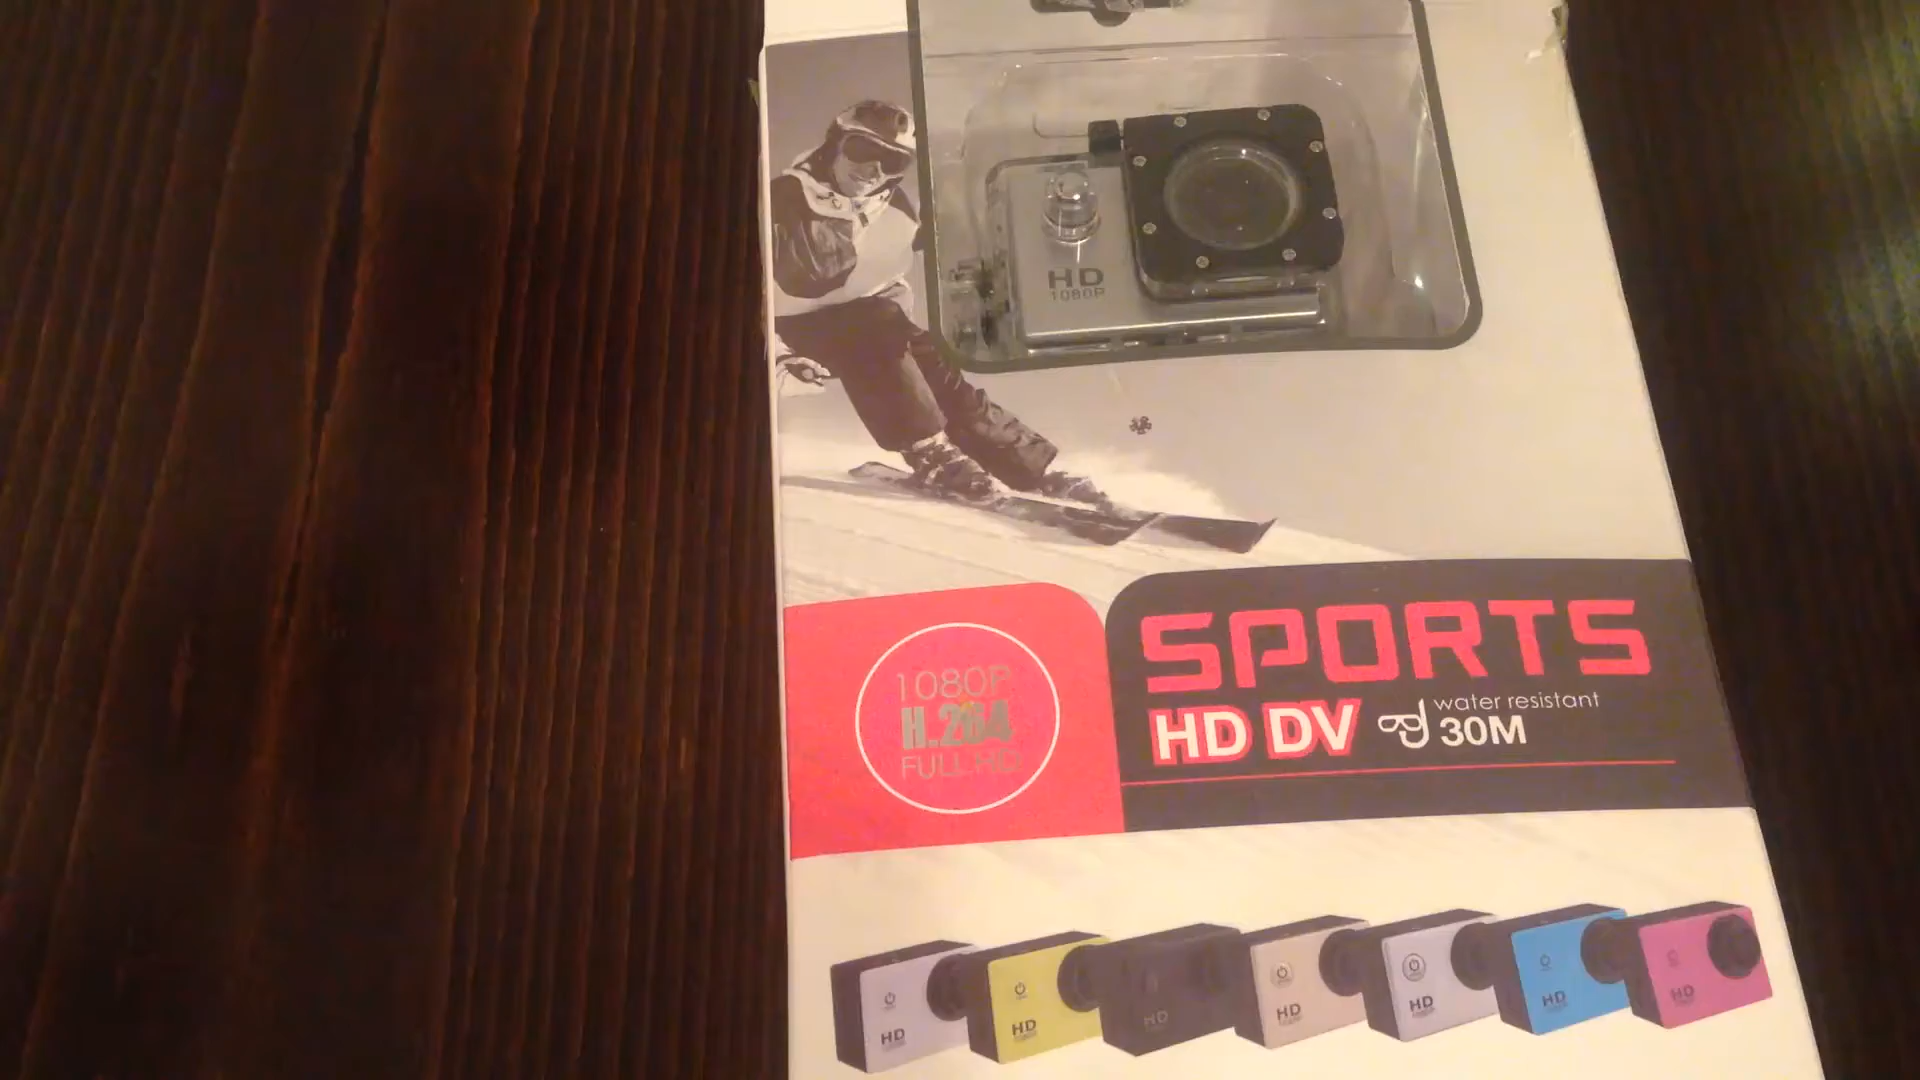 HD
1080P
1080P
H.264
FULL HD
SPORTS
HD DV
water resistant
30M
HD
HD
HD
HD
HD
HD
HD